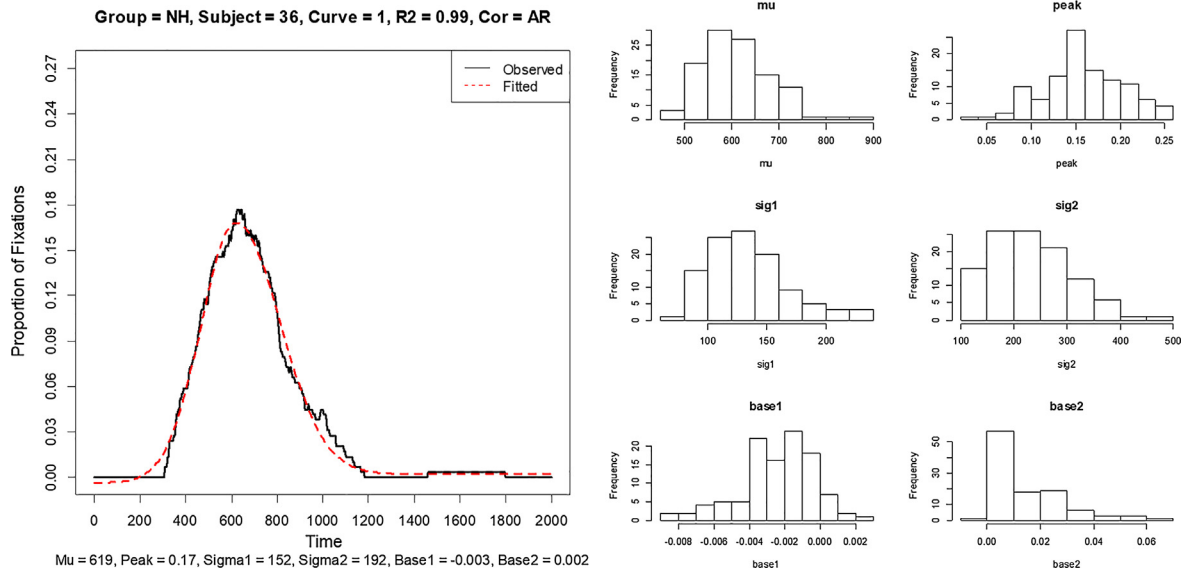 Group = NH, Subject = 36, Curve = 1, R2 = 0.99, Cor = AR
Observed
Fitted
Proportion of Fixations
0.00 0.03 0.06 0.09 0.12 0.15 0.18 0.21 0.24 0.27
0 200 400 600 800 1000 1200 1400 1600 1800 2000
Time
Mu = 619, Peak = 0.17, Sigma1 = 152, Sigma2 = 192, Base1 = -0.003, Base2 = 0.002
mu
Frequency
0 5 15 25
500 600 700 800 900
mu
peak
Frequency
0 5 10 20
0.05 0.10 0.15 0.20 0.25
peak
sig1
Frequency
0 5 10 20
100 150 200
sig1
sig2
Frequency
0 5 10 20
100 200 300 400 500
sig2
base1
Frequency
0 5 10 15 20
-0.008 -0.006 -0.004 -0.002 0.000 0.002
base1
base2
Frequency
0 10 30 50
0.00 0.02 0.04 0.06
base2